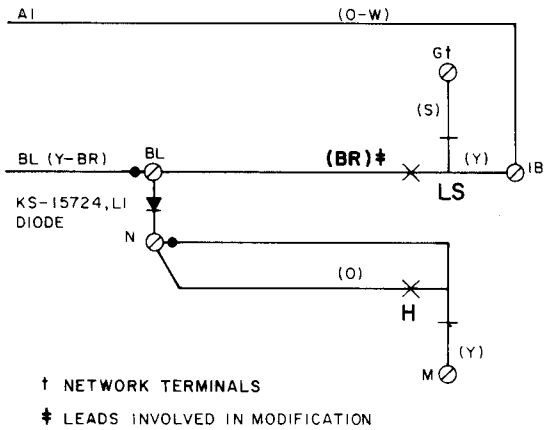 A1 (O-W)
G†
(S)
BL (Y-BR) BL (BR)‡ (Y) 1B
LS
KS-15724, L1
DIODE
N
(O)
H
(Y)
M
† NETWORK TERMINALS
‡ LEADS INVOLVED IN MODIFICATION